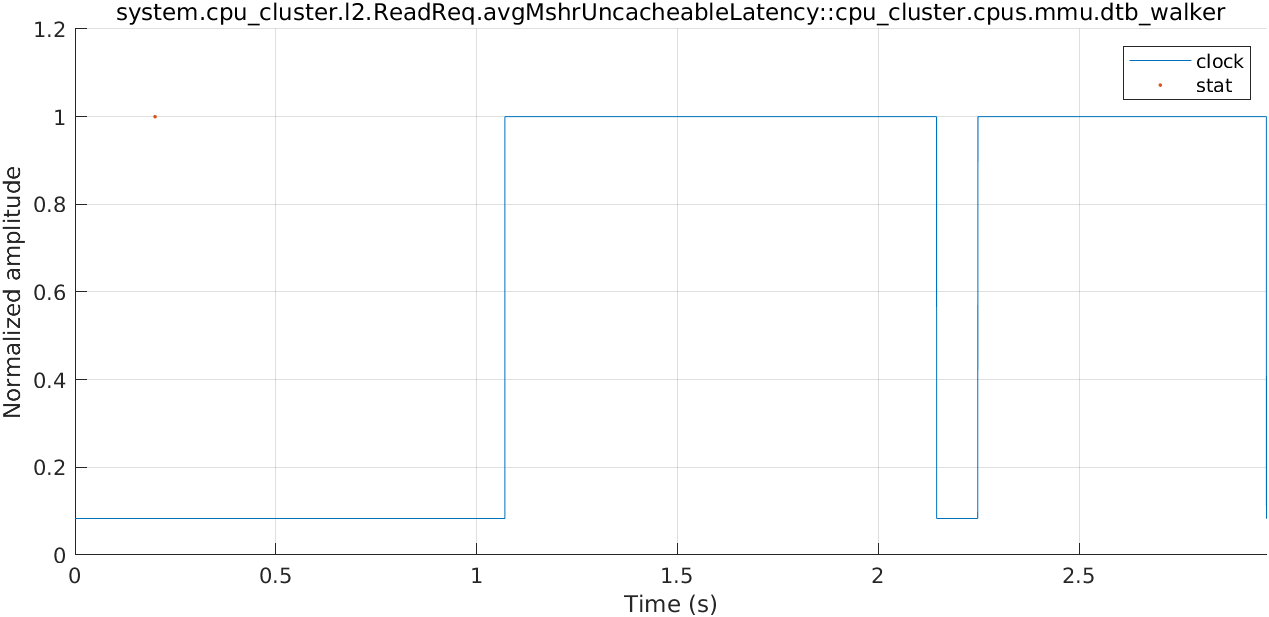 system.cpu_cluster.l2.ReadReq.avgMshrUncacheableLatency::cpu_cluster.cpus.mmu.dtb_walker
clock
stat
Normalized amplitude
1.2
1
0.8
0.6
0.4
0.2
0
0
0.5
1
1.5
2
2.5
Time (s)